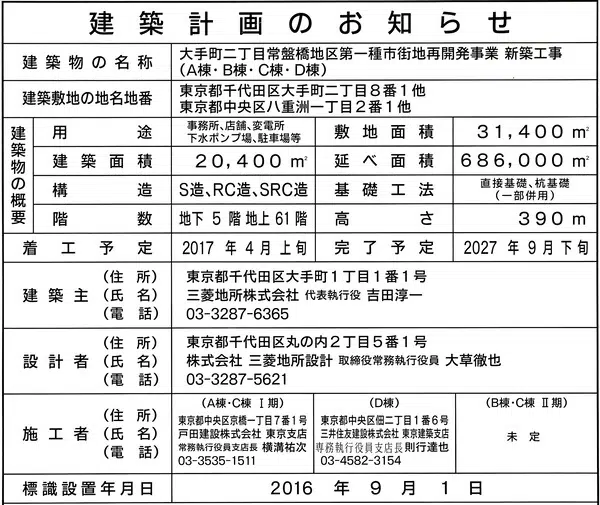 建築計画のお知らせ
建築物の名称
大手町二丁目常盤橋地区第一種市街地再開発事業 新築工事
(A棟・B棟・C棟・D棟)
建築敷地の地名地番
東京都千代田区大手町二丁目8番1他
東京都中央区八重洲一丁目2番1他
建築物の概要
用途
事務所、店舗、変電所
下水ポンプ場、駐車場等
敷地面積
31,400㎡
建築面積
20,400㎡
延べ面積
686,000㎡
構造
S造、RC造、SRC造
基礎工法
直接基礎、杭基礎
(一部併用)
階数
地下 5 階 地上 61 階
高さ
390m
着工予定
2017 年 4月 上旬
完了予定
2027 年 9月 下旬
建築主
(住所)
(氏名)
(電話)
東京都千代田区大手町1丁目1番1号
三菱地所株式会社 代表執行役 吉田淳一
03-3287-6365
設計者
(住所)
(氏名)
(電話)
東京都千代田区丸の内2丁目5番1号
株式会社 三菱地所設計 取締役常務執行役員 大草徹也
03-3287-5621
施工者
(住所)
(氏名)
(電話)
(A棟・C棟 Ⅰ期)
東京都中央区京橋一丁目7番1号
戸田建設株式会社 東京支店
常務執行役員支店長 横溝祐次
03-3535-1511
(D棟)
東京都中央区佃二丁目1番6号
三井住友建設株式会社 東京建築支店
専務執行役員支店長 則行達也
03-4582-3154
(B棟・C棟 Ⅱ期)
未定
標識設置年月日
2016 年 9 月 1 日